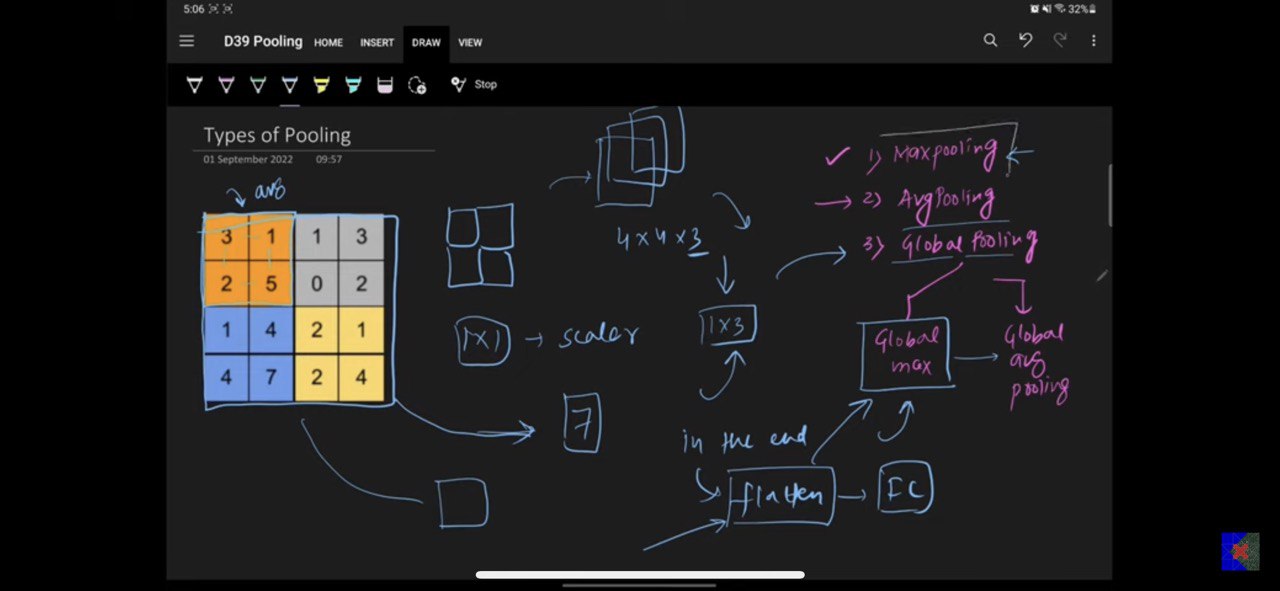 5:06
32%
D39 Pooling HOME INSERT DRAW VIEW
Stop
Types of Pooling
01 September 2022 09:57
avg
3 1 1 3
2 5 0 2
1 4 2 1
4 7 2 4
1x1 → scaler
7
4x4x3
1x3
1) Maxpooling
2) AvgPooling
3) Global Pooling
Global
max
Global
avg
pooling
in the end
flatten → FC